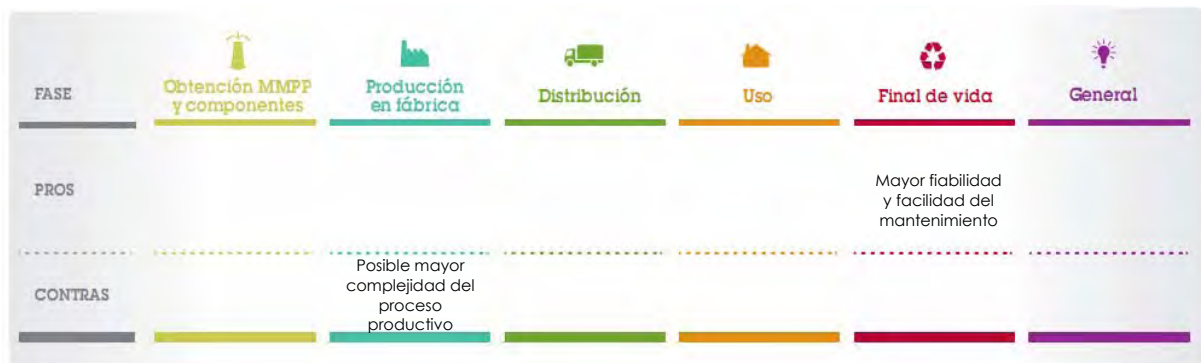 FASE
Obtención MMPP
y componentes
Producción
en fábrica
Distribución
Uso
Final de vida
General
PROS
Mayor fiabilidad
y facilidad del
mantenimiento
CONTRAS
Posible mayor
complejidad del
proceso
productivo